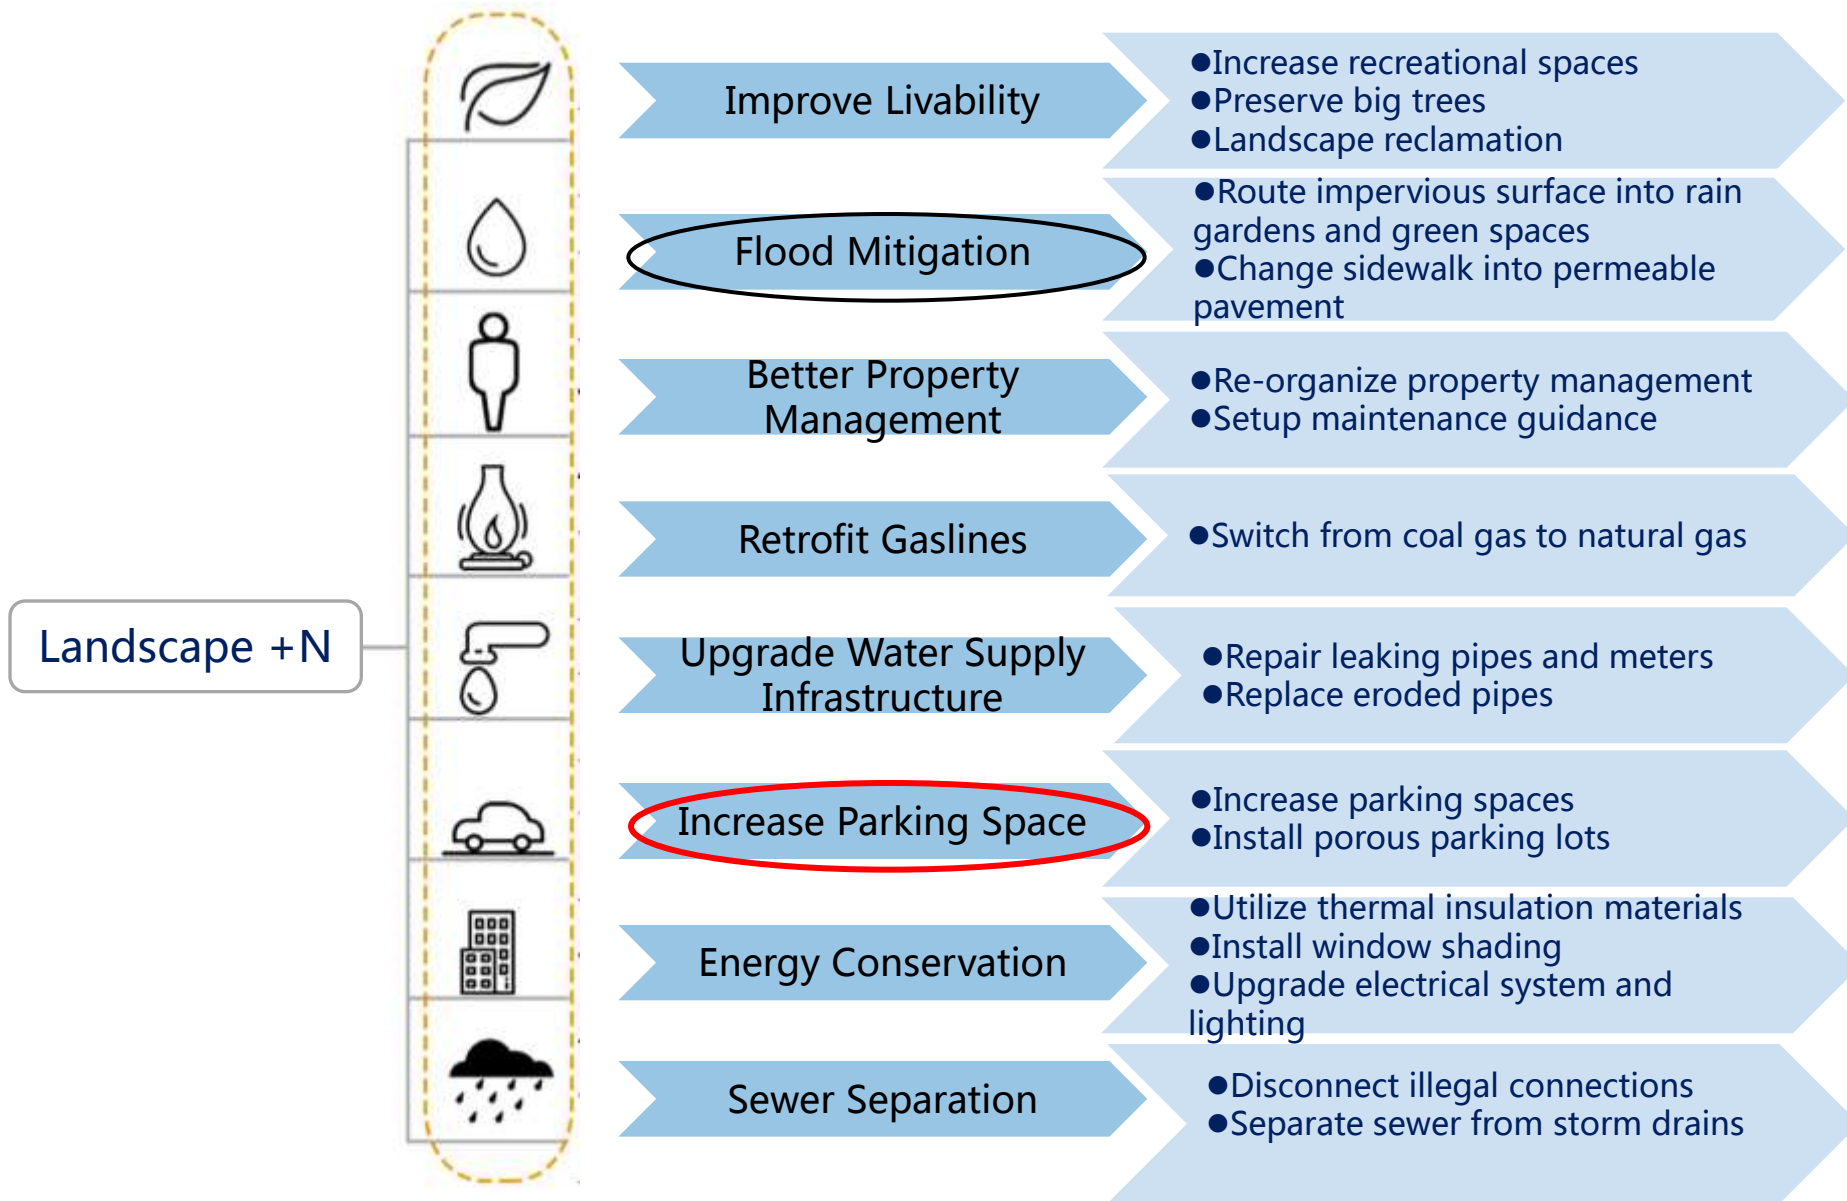 Landscape +N
Improve Livability
●Increase recreational spaces
●Preserve big trees
●Landscape reclamation
Flood Mitigation
●Route impervious surface into rain
gardens and green spaces
●Change sidewalk into permeable
pavement
Better Property
Management
●Re-organize property management
●Setup maintenance guidance
Retrofit Gaslines
●Switch from coal gas to natural gas
Upgrade Water Supply
Infrastructure
●Repair leaking pipes and meters
●Replace eroded pipes
Increase Parking Space
●Increase parking spaces
●Install porous parking lots
Energy Conservation
●Utilize thermal insulation materials
●Install window shading
●Upgrade electrical system and
lighting
Sewer Separation
●Disconnect illegal connections
●Separate sewer from storm drains